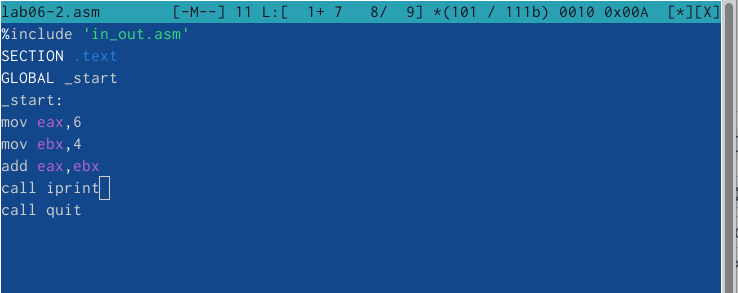 lab06-2.asm [-M--] 11 L:[ 1+ 7 8/ 9] *(101 / 111b) 0010 0x00A [*][X]
%include 'in_out.asm'
SECTION .text
GLOBAL _start
_start:
mov eax,6
mov ebx,4
add eax,ebx
call iprint
call quit